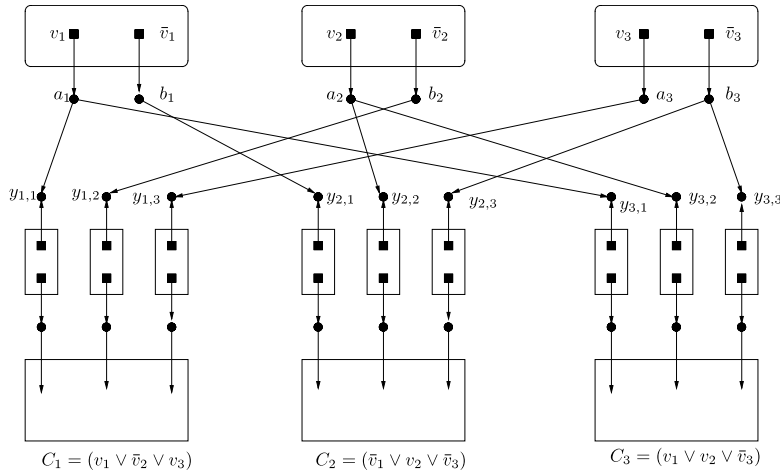 v₁ v̄₁ v₂ v̄₂ v₃ v̄₃
a₁ b₁ a₂ b₂ a₃ b₃
y₁,₁ y₁,₂ y₁,₃ y₂,₁ y₂,₂ y₂,₃ y₃,₁ y₃,₂ y₃,₃
C₁ = (v₁ ∨ v̄₂ ∨ v₃) C₂ = (v̄₁ ∨ v₂ ∨ v̄₃) C₃ = (v₁ ∨ v₂ ∨ v̄₃)